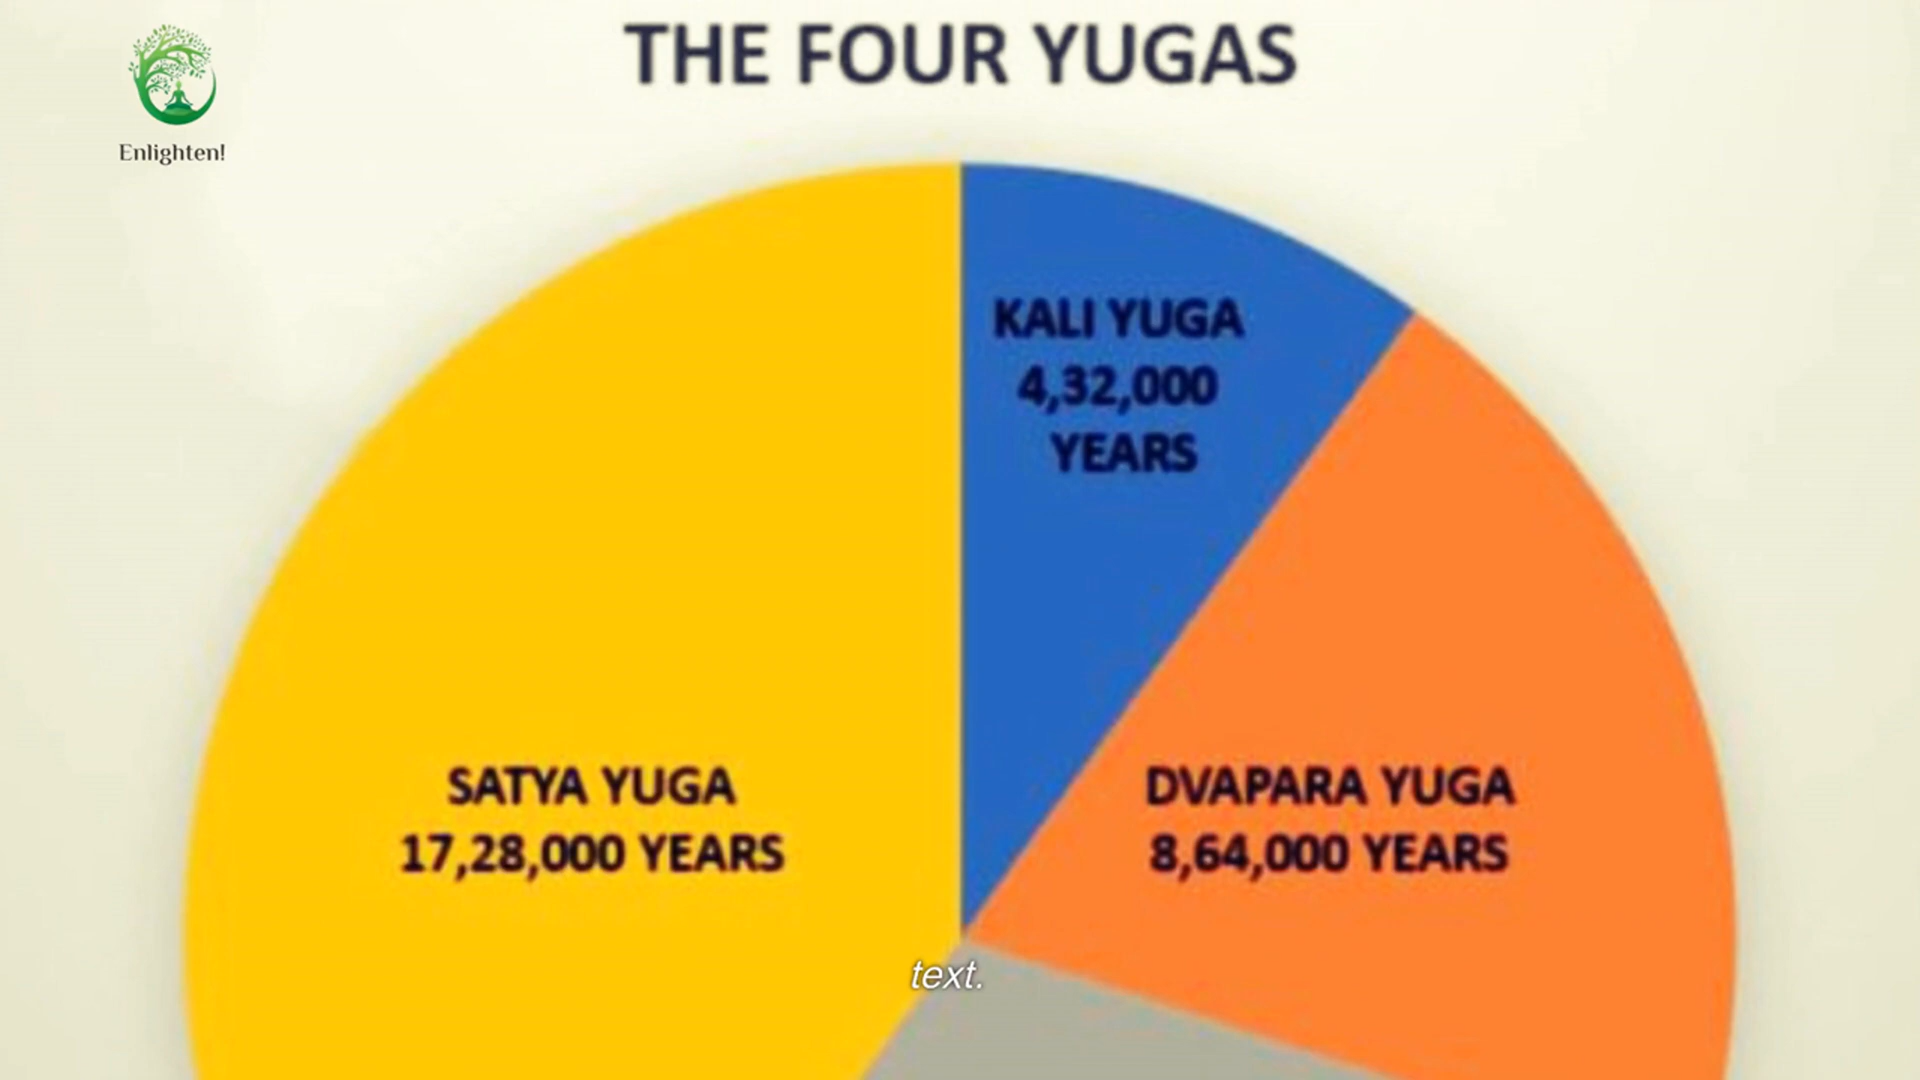 THE FOUR YUGAS
Enlighten!
KALI YUGA
4,32,000
YEARS
SATYA YUGA
17,28,000 YEARS
DVAPARA YUGA
8,64,000 YEARS
text.